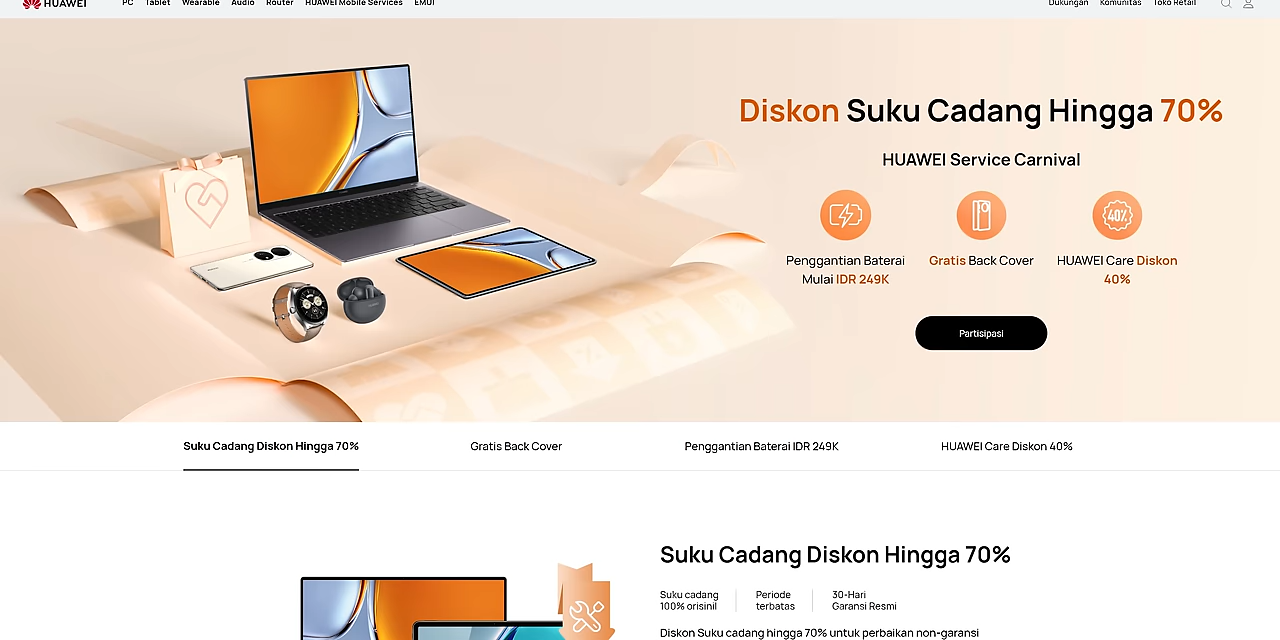 HUAWEI
PC Tablet Wearable Audio Router HUAWEI Mobile Services EMUI
Dukungan Komunitas Toko Retail
Diskon Suku Cadang Hingga 70%
HUAWEI Service Carnival
40%
Penggantian Baterai
Mulai IDR 249K
Gratis Back Cover
HUAWEI Care Diskon
40%
Partisipasi
Suku Cadang Diskon Hingga 70%
Gratis Back Cover
Penggantian Baterai IDR 249K
HUAWEI Care Diskon 40%
Suku Cadang Diskon Hingga 70%
Suku cadang
100% orisinil
Periode
terbatas
30-Hari
Garansi Resmi
Diskon Suku cadang hingga 70% untuk perbaikan non-garansi